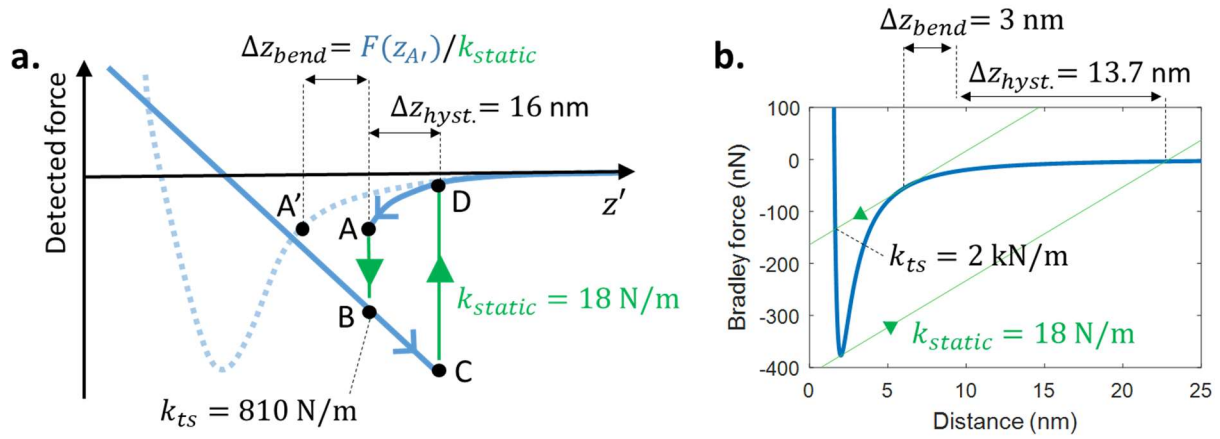 a.
Δz_bend = F(z_A')/k_static
Δz_hyst. = 16 nm
Detected force
z'
A'
A
D
B
C
k_static = 18 N/m
k_ts = 810 N/m
b.
Δz_bend = 3 nm
Δz_hyst. = 13.7 nm
Bradley force (nN)
100
0
-100
-200
-300
-400
k_ts = 2 kN/m
k_static = 18 N/m
0 5 10 15 20 25
Distance (nm)